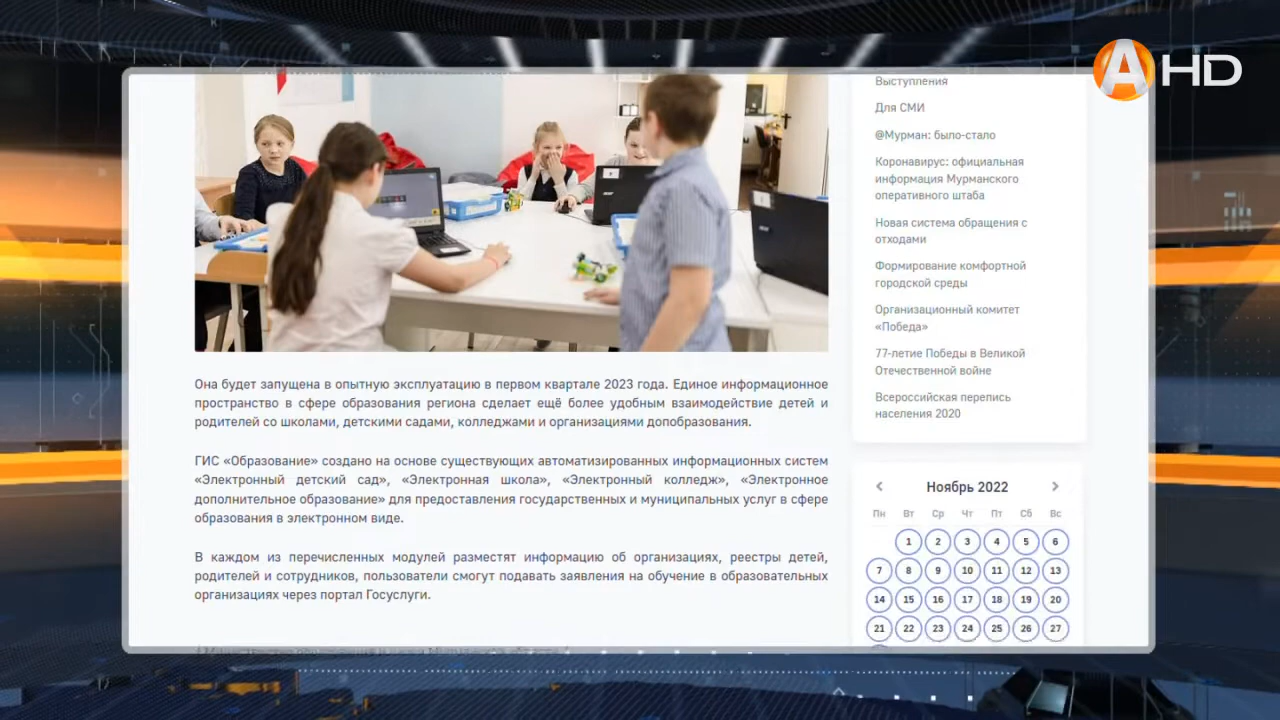 А HD
Выступления
Для СМИ
@Мурман: было-стало
Коронавирус: официальная
информация Мурманского
оперативного штаба
Новая система обращения с
отходами
Формирование комфортной
городской среды
Организационный комитет
«Победа»
77-летие Победы в Великой
Отечественной войне
Всероссийская перепись
населения 2020
Она будет запущена в опытную эксплуатацию в первом квартале 2023 года. Единое информационное
пространство в сфере образования региона сделает ещё более удобным взаимодействие детей и
родителей со школами, детскими садами, колледжами и организациями допобразования.
ГИС «Образование» создано на основе существующих автоматизированных информационных систем
«Электронный детский сад», «Электронная школа», «Электронный колледж», «Электронное
дополнительное образование» для предоставления государственных и муниципальных услуг в сфере
образования в электронном виде.
В каждом из перечисленных модулей разместят информацию об организациях, реестры детей,
родителей и сотрудников, пользователи смогут подавать заявления на обучение в образовательных
организациях через портал Госуслуги.
Ноябрь 2022
Пн Вт Ср Чт Пт Сб Вс
1 2 3 4 5 6
7 8 9 10 11 12 13
14 15 16 17 18 19 20
21 22 23 24 25 26 27